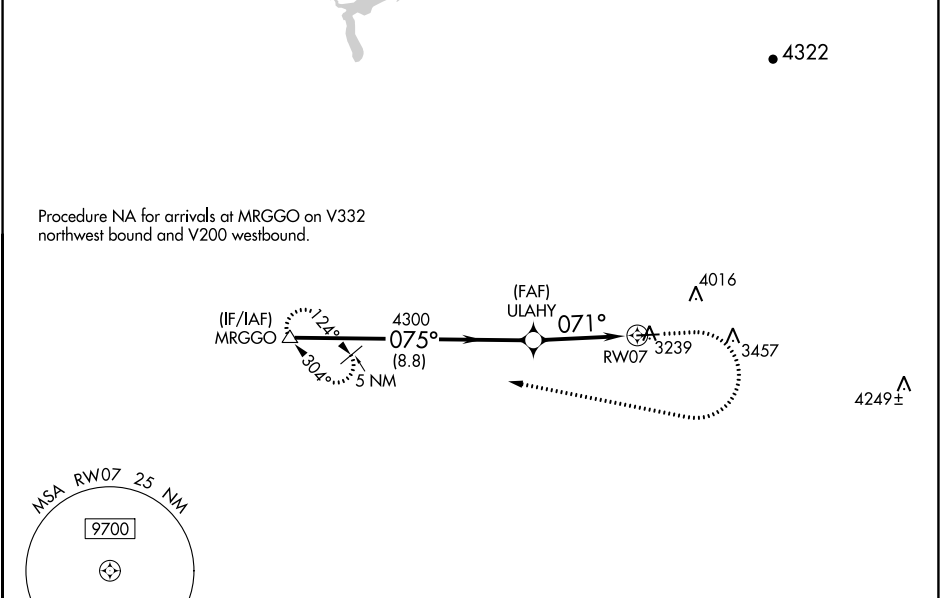 4322
Procedure NA for arrivals at MRGGO on V332
northwest bound and V200 westbound.
4016
(FAF)
ULAHY
(IF/IAF)
MRGGO
124°
4300
075°
(8.8)
071°
RW07
3239
3457
304°
5 NM
4249±
MSA RW07 25 NM
9700